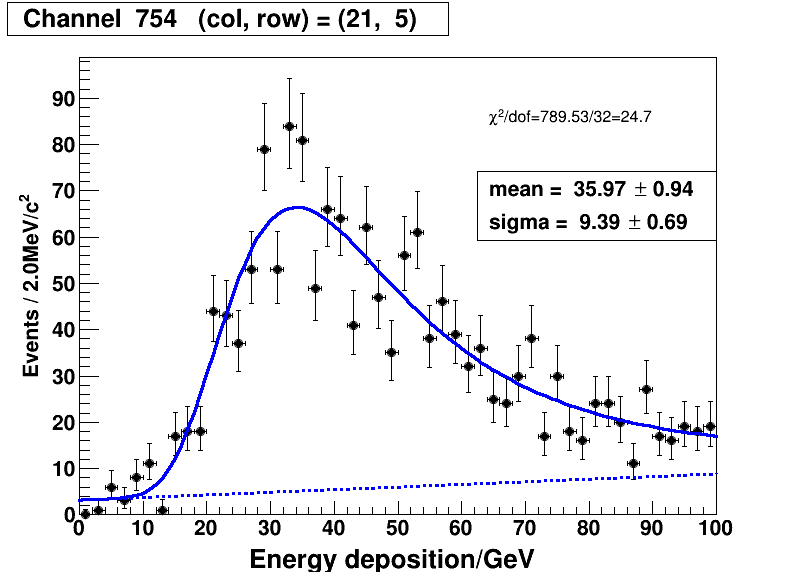 Channel 754 (col, row) = (21, 5)
χ²/dof=789.53/32=24.7
mean = 35.97 ± 0.94
sigma = 9.39 ± 0.69
Events / 2.0MeV/c²
90
80
70
60
50
40
30
20
10
0
0 10 20 30 40 50 60 70 80 90 100
Energy deposition/GeV